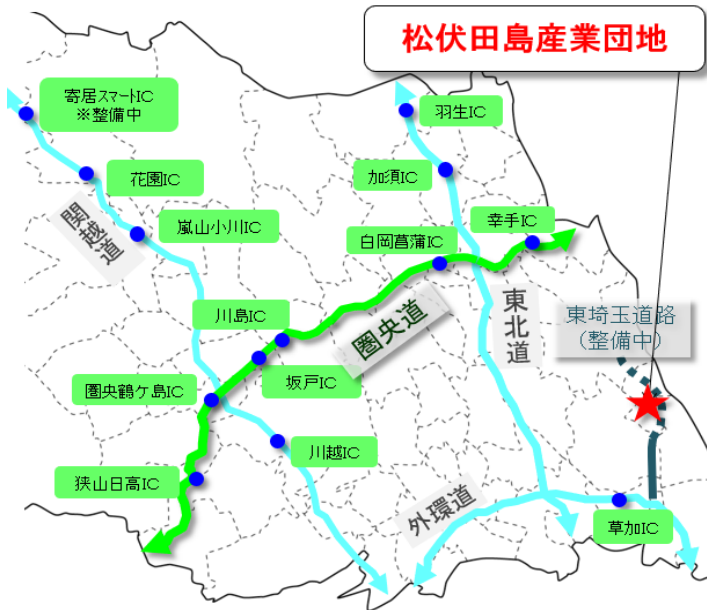 松伏田島産業団地
寄居スマートIC
※整備中
羽生IC
花園IC
加須IC
関越道
嵐山小川IC
白岡菖蒲IC
幸手IC
川島IC
圏央道
東北道
東埼玉道路
(整備中)
坂戸IC
圏央鶴ケ島IC
川越IC
狭山日高IC
外環道
草加IC